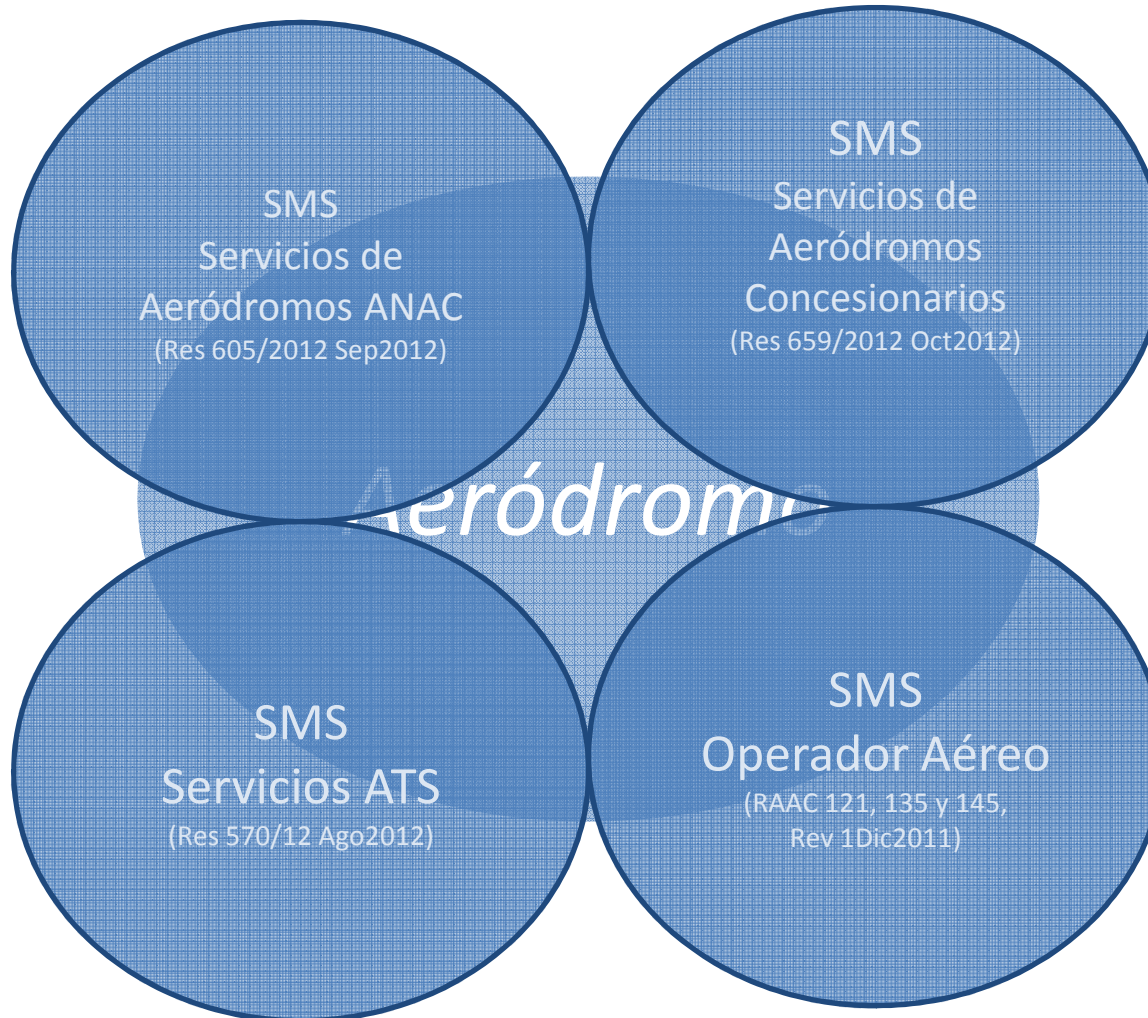 SMS
Servicios de
Aeródromos ANAC
(Res 605/2012 Sep2012)
SMS
Servicios de
Aeródromos
Concesionarios
(Res 659/2012 Oct2012)
Aeródromo
SMS
Servicios ATS
(Res 570/12 Ago2012)
SMS
Operador Aéreo
(RAAC 121, 135 y 145,
Rev 1Dic2011)